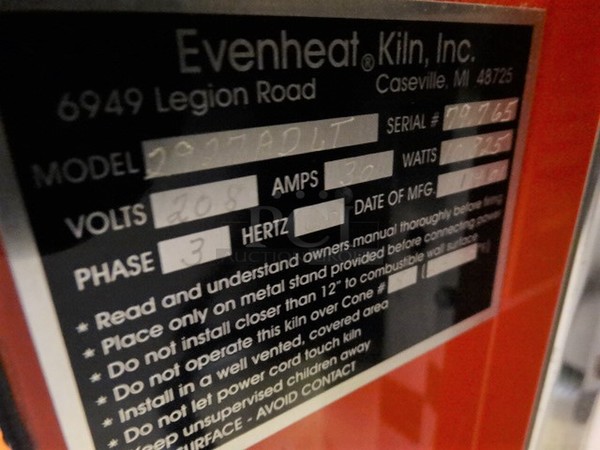 Evenheat® Kiln, Inc.
6949 Legion Road Caseville, MI 48725
MODEL 2927ADLT SERIAL # 79765
VOLTS 208 AMPS 30 WATTS
PHASE 3 HERTZ DATE OF MFG.
* Read and understand owners manual thoroughly before firing
* Place only on metal stand provided before connecting power
* Do not install closer than 12" to combustible wall surface
* Do not operate this kiln over Cone #
* Install in a well vented, covered area
* Do not let power cord touch kiln
Keep unsupervised children away
SURFACE - AVOID CONTACT